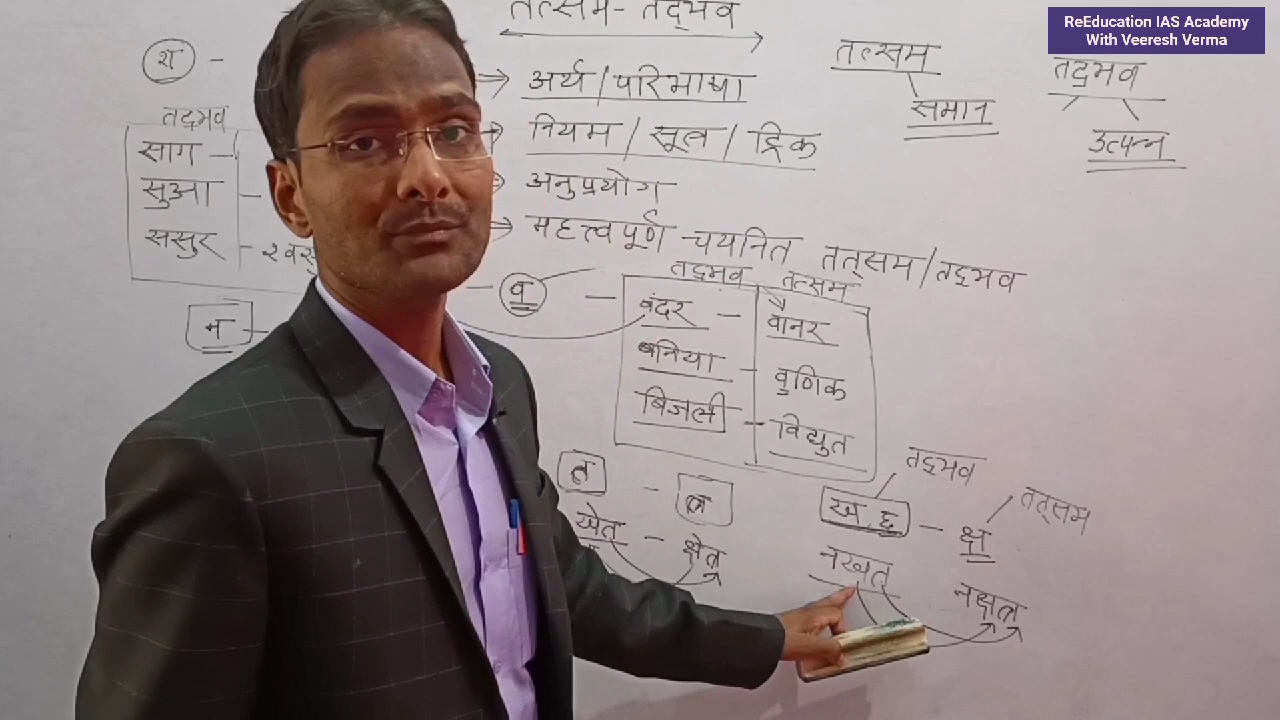 ReEducation IAS Academy
With Veeresh Verma
तत्सम - तद्भव
श -
तद्भव
साग -
सुआ -
ससुर -
→ अर्थ / परिभाषा
→ नियम / सूत्र / ट्रिक
→ अनुप्रयोग
→ महत्त्वपूर्ण चयनित तत्सम/तद्भव
तत्सम
समान
तद्भव
उत्पन्न
न -
- व -
तद्भव तत्सम
बंदर - वानर
बनिया - वणिक
बिजली - विद्युत
त - त्र
खेत - क्षेत्र
तद्भव
ख, छ - क्ष
तत्सम
नखत नक्षत्र